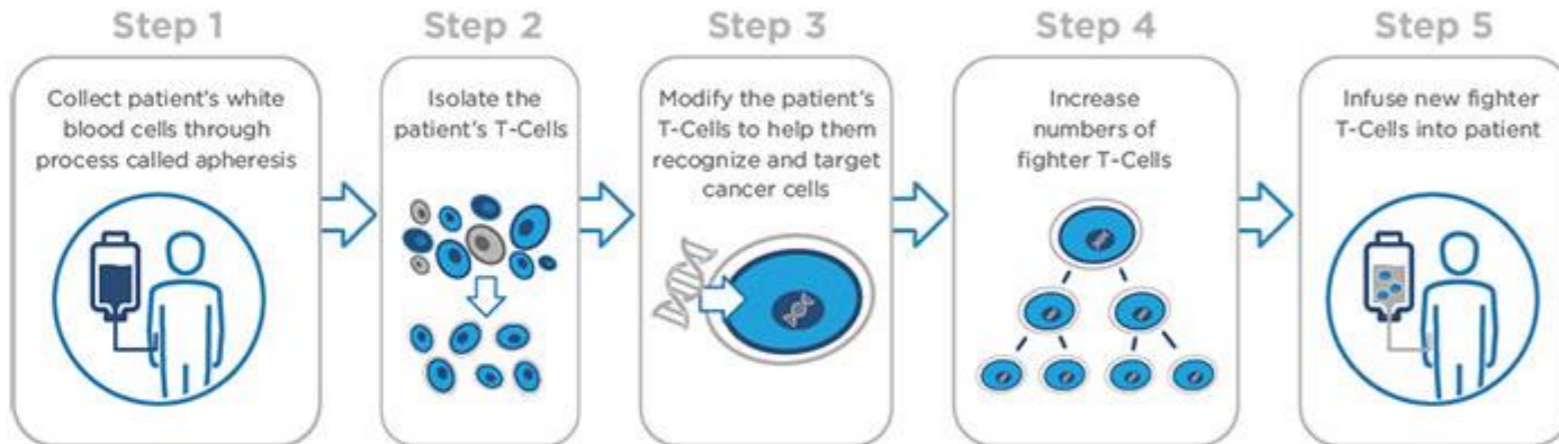 Step 1
Collect patient's white
blood cells through
process called apheresis
Step 2
Isolate the
patient's T-Cells
Step 3
Modify the patient's
T-Cells to help them
recognize and target
cancer cells
Step 4
Increase
numbers of
fighter T-Cells
Step 5
Infuse new fighter
T-Cells into patient